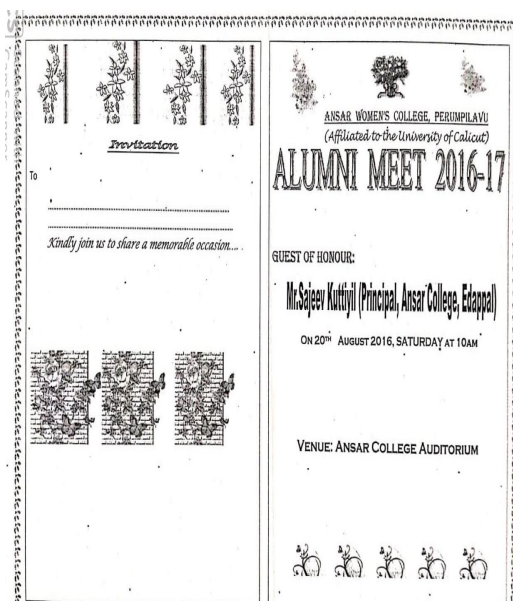 Invitation
To
Kindly join us to share a memorable occasion....
ANSAR WOMEN'S COLLEGE, PERUMPILAVU
(Affiliated to the University of Calicut)
ALUMNI MEET 2016-17
GUEST OF HONOUR:
Mr.Sajeev Kuttiyil (Principal, Ansar College, Edappal)
ON 20TH AUGUST 2016, SATURDAY AT 10AM
VENUE: ANSAR COLLEGE AUDITORIUM